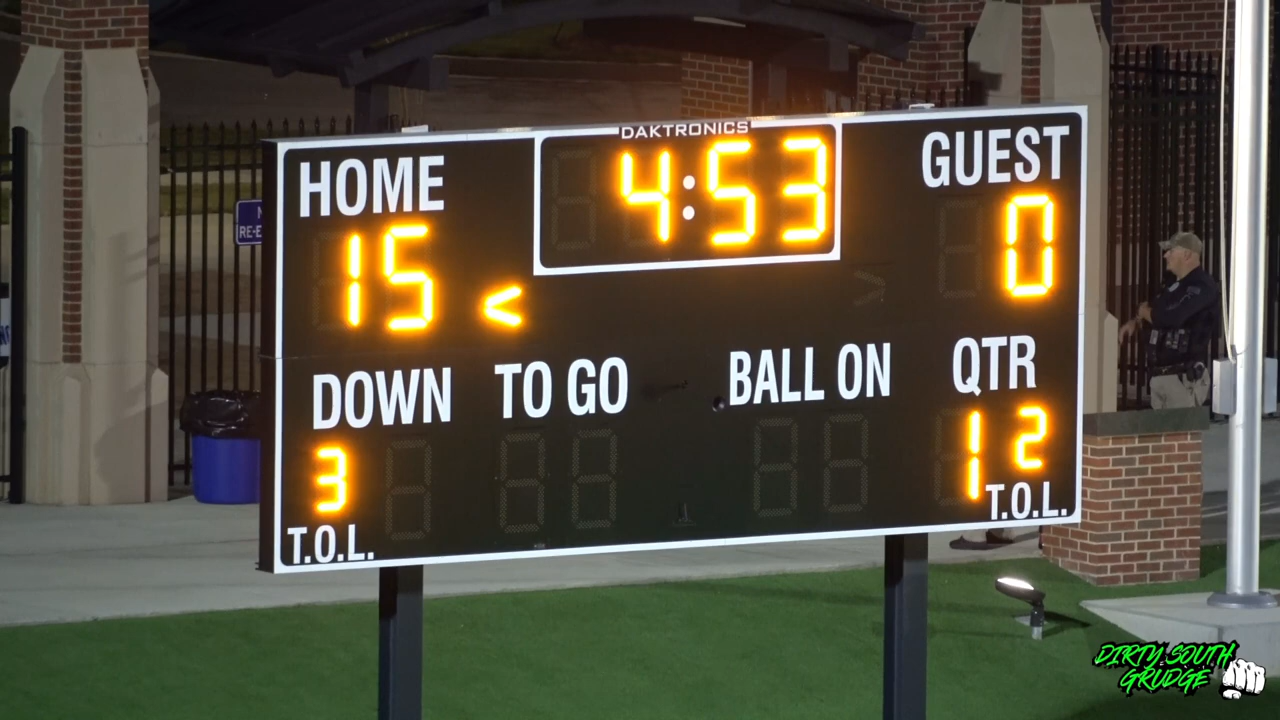 DAKTRONICS
HOME
4:53
GUEST
15 <
0
DOWN
TO GO
BALL ON
QTR
3
1
2
T.O.L.
T.O.L.
RE-E
DIRTY SOUTH
GRUDGE